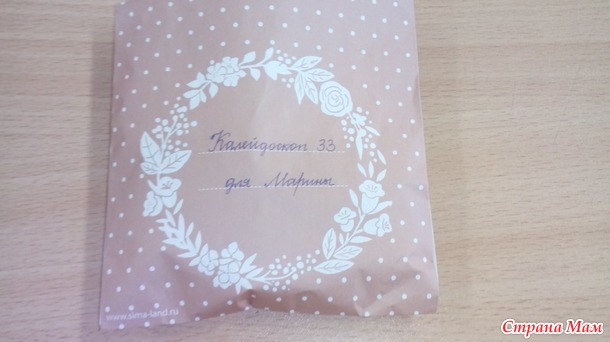 Калейдоскоп 33
для Марины
www.sima-land.ru
Страна Мам